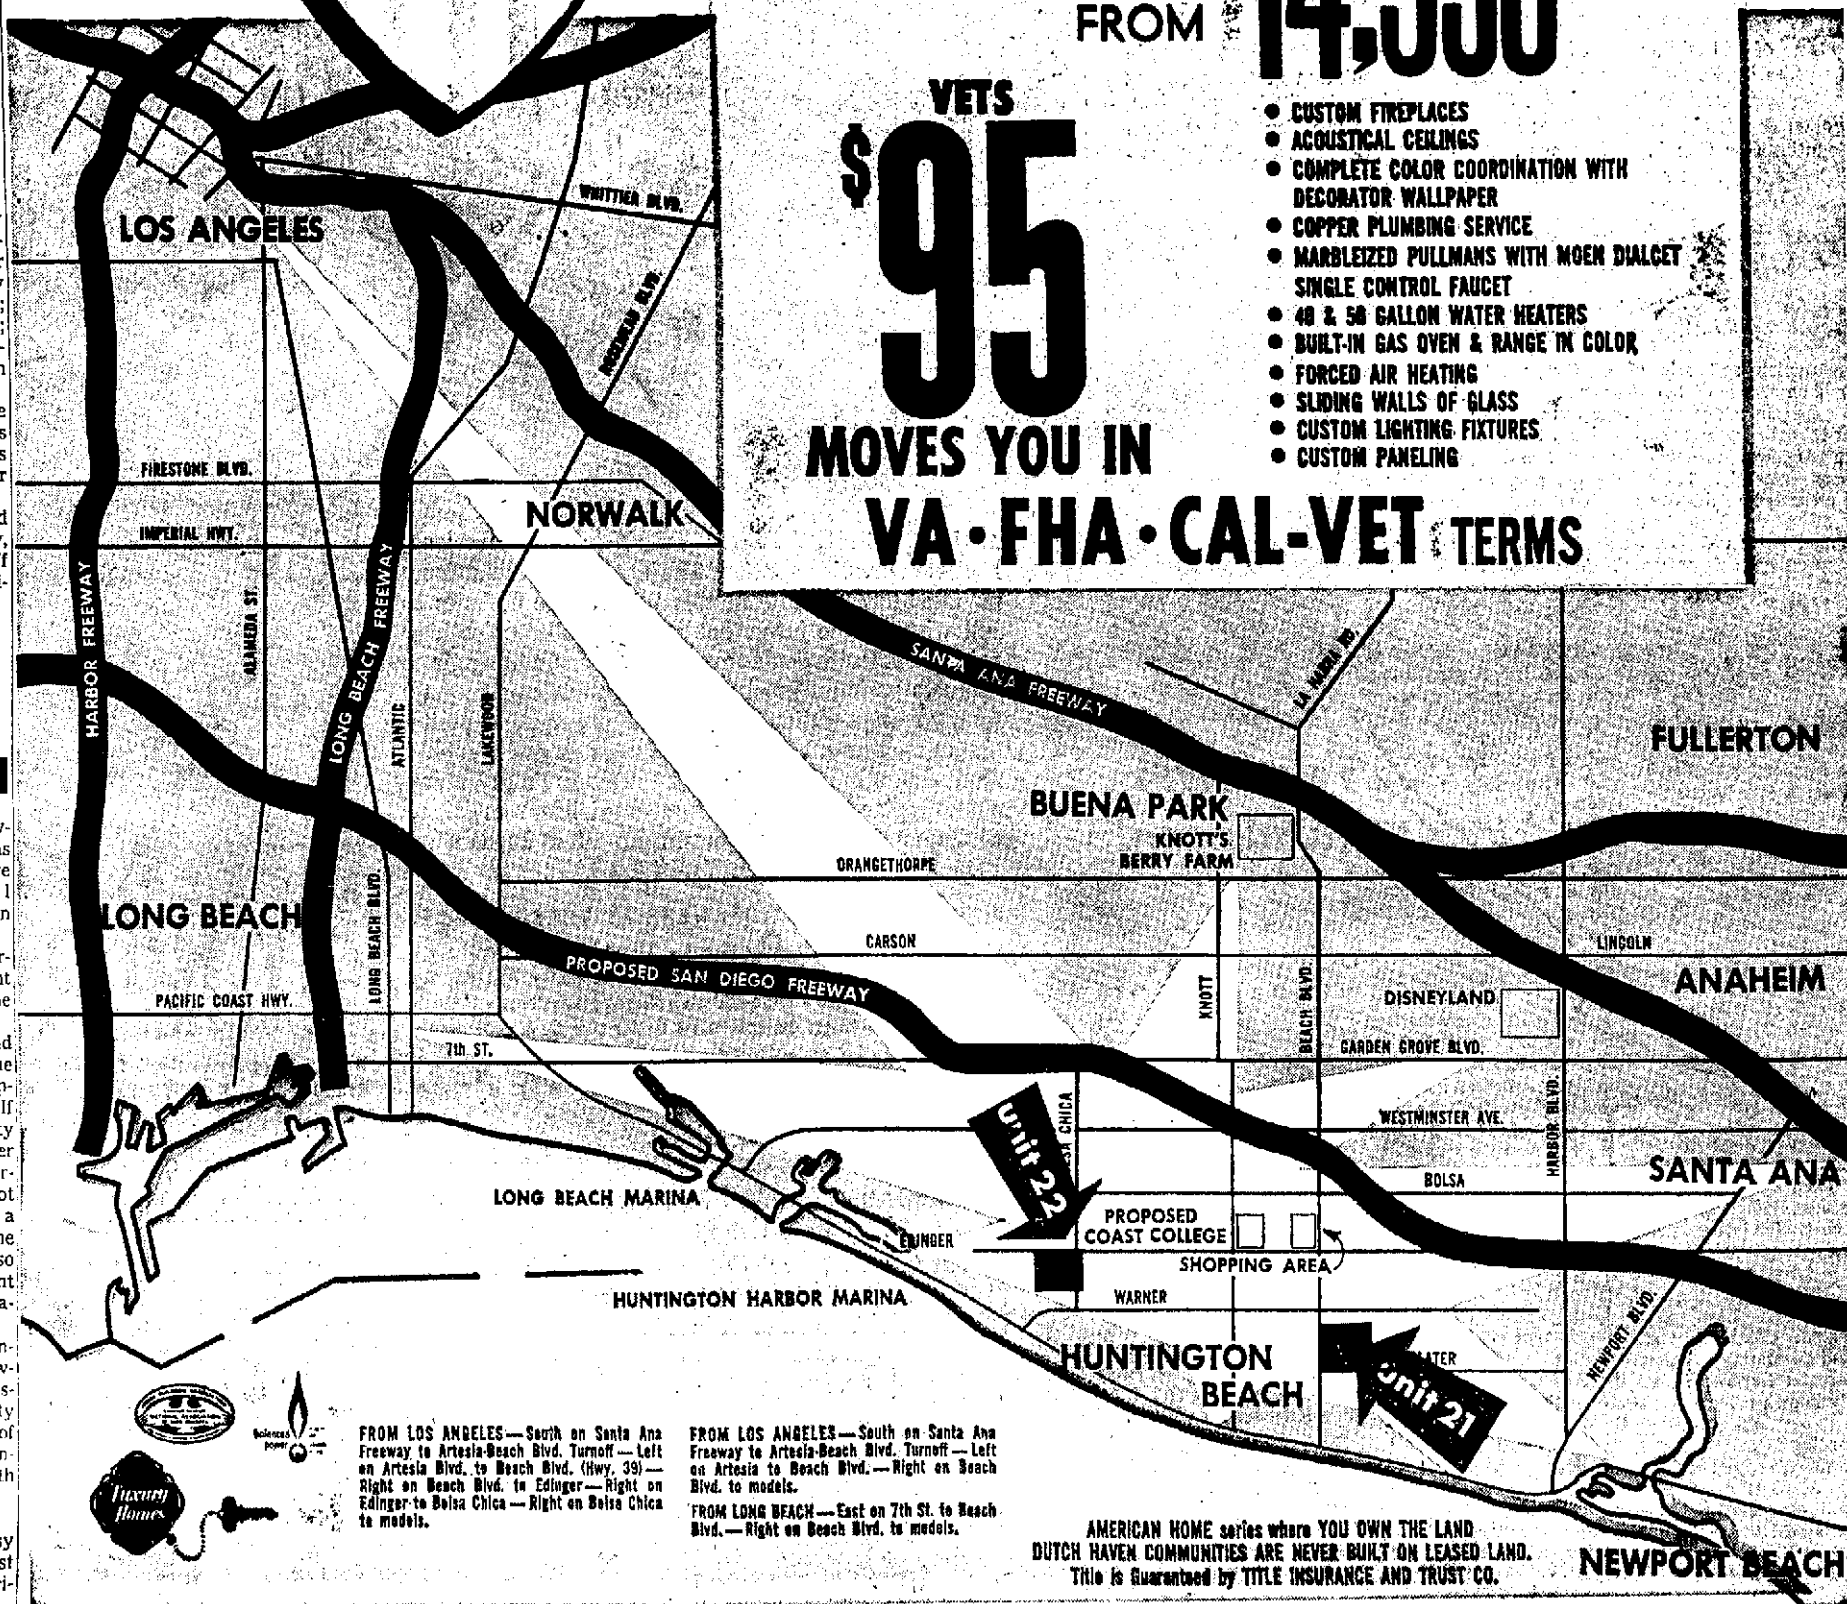 FROM
VETS
$95
MOVES YOU IN
VA • FHA • CAL-VET TERMS
• CUSTOM FIREPLACES
• ACOUSTICAL CEILINGS
• COMPLETE COLOR COORDINATION WITH
DECORATOR WALLPAPER
• COPPER PLUMBING SERVICE
• MARBLEIZED PULLMANS WITH MOEN DIALCET
SINGLE CONTROL FAUCET
• 40 & 50 GALLON WATER HEATERS
• BUILT-IN GAS OVEN & RANGE IN COLOR
• FORCED AIR HEATING
• SLIDING WALLS OF GLASS
• CUSTOM LIGHTING FIXTURES
• CUSTOM PANELING
WHITTIER BLVD.
LOS ANGELES
ROSEMEAD BLVD
FIRESTONE BLVD.
NORWALK
IMPERIAL HWY.
HARBOR FREEWAY
ALAMEDA ST.
LONG BEACH FREEWAY
ATLANTIC
LAKEWOOD
SANTA ANA FREEWAY
LA HABRA RD.
FULLERTON
BUENA PARK
KNOTT'S
BERRY FARM
ORANGETHORPE
LONG BEACH
LONG BEACH BLVD.
CARSON
LINCOLN
PROPOSED SAN DIEGO FREEWAY
ANAHEIM
PACIFIC COAST HWY.
KNOTT
BEACH BLVD.
DISNEYLAND
7th ST.
GARDEN GROVE BLVD.
Unit 22
CHICA
WESTMINSTER AVE.
HARBOR BLVD.
SANTA ANA
BOLSA
LONG BEACH MARINA
PROPOSED
COAST COLLEGE
EDINGER
SHOPPING AREA
HUNTINGTON HARBOR MARINA
WARNER
NEWPORT BLVD.
HUNTINGTON
BEACH
ATER
Unit 21
Balanced
power
Luxury
Homes
FROM LOS ANGELES — South on Santa Ana
Freeway to Artesia-Beach Blvd. Turnoff — Left
on Artesia Blvd. to Beach Blvd. (Hwy. 39) —
Right on Beach Blvd. to Edinger — Right on
Edinger to Bolsa Chica — Right on Bolsa Chica
to models.
FROM LOS ANGELES — South on Santa Ana
Freeway to Artesia-Beach Blvd. Turnoff — Left
on Artesia to Beach Blvd. — Right on Beach
Blvd. to models.
FROM LONG BEACH — East on 7th St. to Beach
Blvd. — Right on Beach Blvd. to models.
AMERICAN HOME series where YOU OWN THE LAND
DUTCH HAVEN COMMUNITIES ARE NEVER BUILT ON LEASED LAND.
Title is Guaranteed by TITLE INSURANCE AND TRUST CO.
NEWPORT BEACH